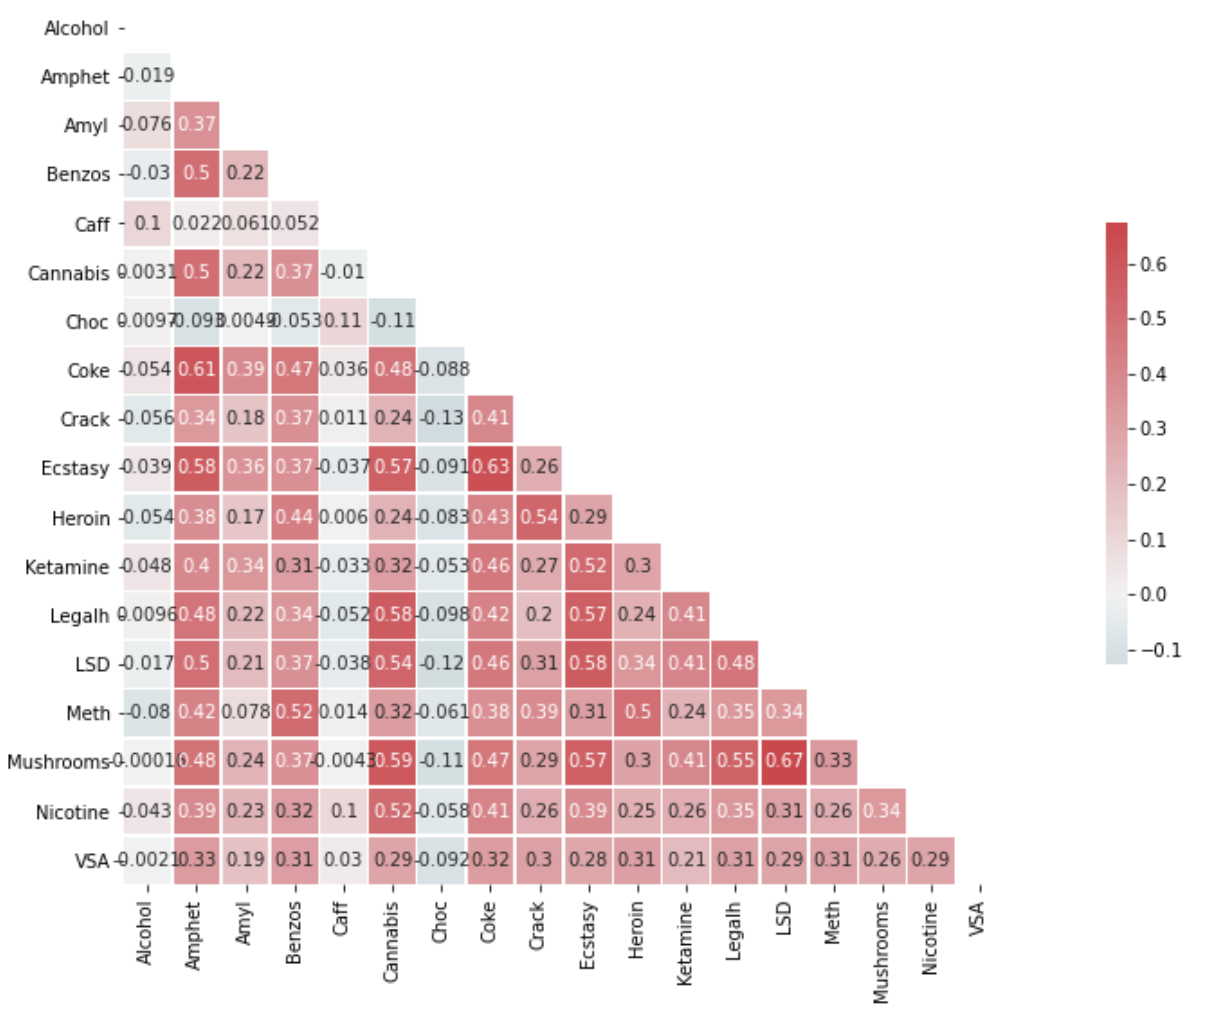 Alcohol
Amphet -0.019
Amyl 0.076 0.37
Benzos -0.03 0.5 0.22
Caff 0.1 0.022 0.061 0.052
Cannabis 0.0031 0.5 0.22 0.37 -0.01
Choc 0.0097 -0.093 0.0049 -0.053 0.11 -0.11
Coke 0.054 0.61 0.39 0.47 0.036 0.48 -0.088
Crack -0.056 0.34 0.18 0.37 0.011 0.24 -0.13 0.41
Ecstasy 0.039 0.58 0.36 0.37 -0.037 0.57 -0.091 0.63 0.26
Heroin -0.054 0.38 0.17 0.44 0.006 0.24 -0.083 0.43 0.54 0.29
Ketamine 0.048 0.4 0.34 0.31 -0.033 0.32 -0.053 0.46 0.27 0.52 0.3
Legalh 0.0096 0.48 0.22 0.34 -0.052 0.58 -0.098 0.42 0.2 0.57 0.24 0.41
LSD -0.017 0.5 0.21 0.37 -0.038 0.54 -0.12 0.46 0.31 0.58 0.34 0.41 0.48
Meth -0.08 0.42 0.078 0.52 0.014 0.32 -0.061 0.38 0.39 0.31 0.5 0.24 0.35 0.34
Mushrooms 0.48 0.24 0.37 -0.0043 0.59 -0.11 0.47 0.29 0.57 0.3 0.41 0.55 0.67 0.33
Nicotine 0.043 0.39 0.23 0.32 0.1 0.52 -0.058 0.41 0.26 0.39 0.25 0.26 0.35 0.31 0.26 0.34
VSA -0.0021 0.33 0.19 0.31 0.03 0.29 -0.092 0.32 0.3 0.28 0.31 0.21 0.31 0.29 0.31 0.26 0.29
Alcohol Amphet Amyl Benzos Caff Cannabis Choc Coke Crack Ecstasy Heroin Ketamine Legalh LSD Meth Mushrooms Nicotine VSA
0.6
0.5
0.4
0.3
0.2
0.1
0.0
−0.1